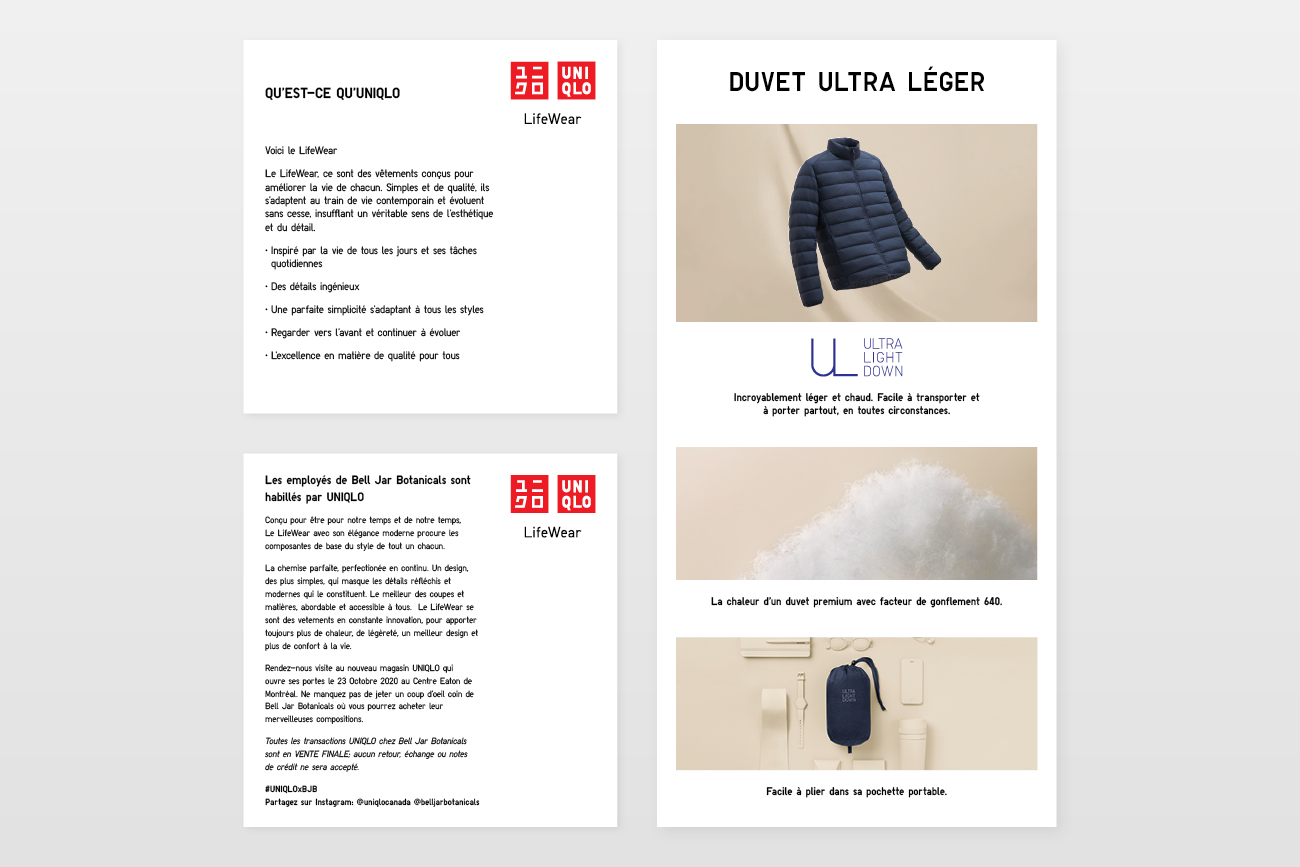 QU'EST-CE QU'UNIQLO
ユニ
クロ
UNI
QLO
LifeWear
Voici le LifeWear
Le LifeWear, ce sont des vêtements conçus pour
améliorer la vie de chacun. Simples et de qualité, ils
s'adaptent au train de vie contemporain et évoluent
sans cesse, insufflant un véritable sens de l'esthétique
et du détail.
· Inspiré par la vie de tous les jours et ses tâches
quotidiennes
· Des détails ingénieux
· Une parfaite simplicité s'adaptant à tous les styles
· Regarder vers l'avant et continuer à évoluer
· L'excellence en matière de qualité pour tous
Les employés de Bell Jar Botanicals sont
habillés par UNIQLO
ユニ
クロ
UNI
QLO
LifeWear
Conçu pour être pour notre temps et de notre temps,
Le LifeWear avec son élégance moderne procure les
composantes de base du style de tout un chacun.
La chemise parfaite, perfectionée en continu. Un design,
des plus simples, qui masque les détails réfléchis et
modernes qui le constituent. Le meilleur des coupes et
matières, abordable et accessible à tous.  Le LifeWear se
sont des vetements en constante innovation, pour apporter
toujours plus de chaleur, de légèreté, un meilleur design et
plus de confort à la vie.
Rendez-nous visite au nouveau magasin UNIQLO qui
ouvre ses portes le 23 Octobre 2020 au Centre Eaton de
Montréal. Ne manquez pas de jeter un coup d'oeil coin de
Bell Jar Botanicals où vous pourrez acheter leur
merveilleuses compositions.
Toutes les transactions UNIQLO chez Bell Jar Botanicals
sont en VENTE FINALE; aucun retour, échange ou notes
de crédit ne sera accepté.
#UNIQLOxBJB
Partagez sur Instagram: @uniqlocanada @belljarbotanicals
DUVET ULTRA LÉGER
UL
ULTRA
LIGHT
DOWN
Incroyablement léger et chaud. Facile à transporter et
à porter partout, en toutes circonstances.
La chaleur d'un duvet premium avec facteur de gonflement 640.
ULTRA
LIGHT
DOWN
Facile à plier dans sa pochette portable.